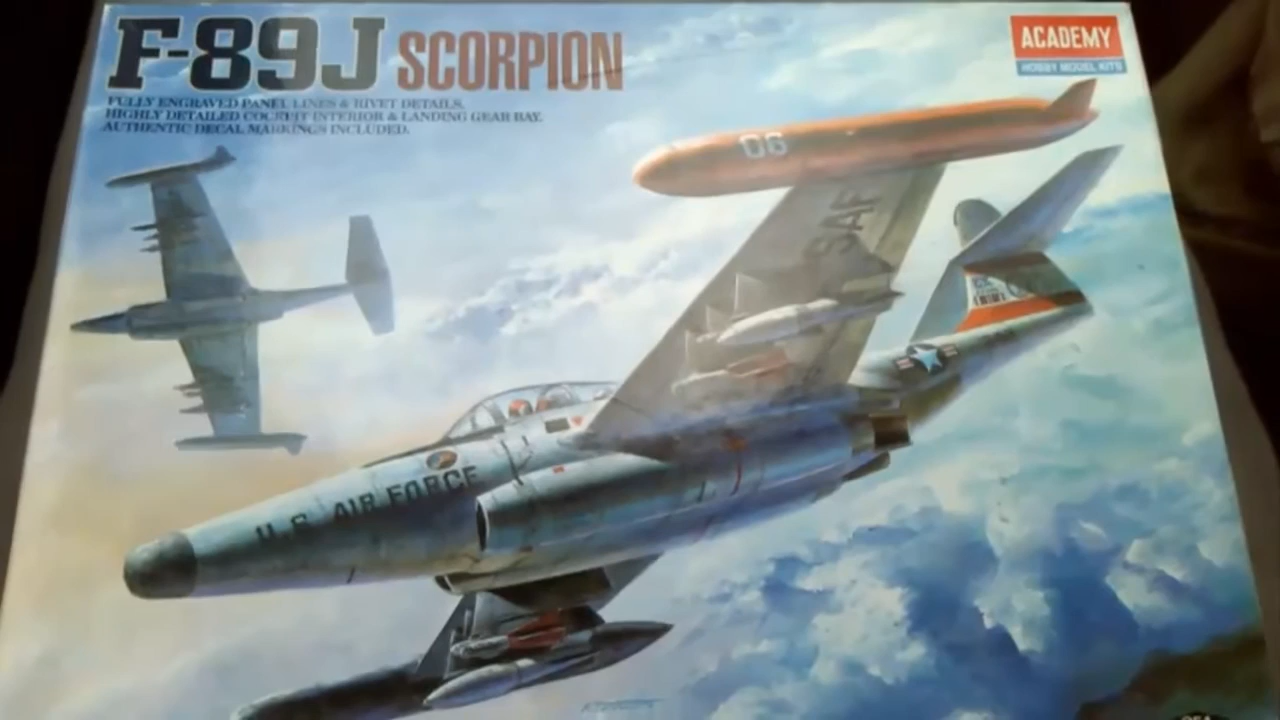 F-89J SCORPION
ACADEMY
HOBBY MODEL KITS
FULLY ENGRAVED PANEL LINES & RIVET DETAILS.
HIGHLY DETAILED COCKPIT INTERIOR & LANDING GEAR BAY.
AUTHENTIC DECAL MARKINGS INCLUDED.
06
USAF
U.S. AIR FORCE